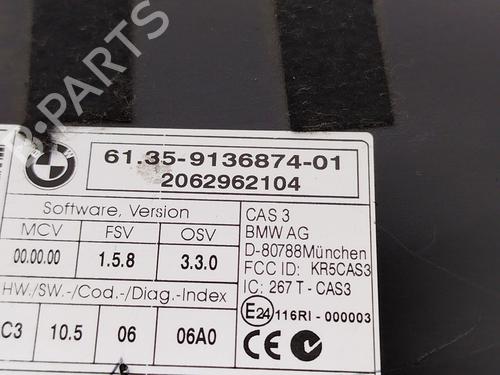 B-PARTS
BMW
61.35-9136874-01
2062962104
Software, Version
MCV FSV OSV
00.00.00 1.5.8 3.3.0
HW./SW.-/Cod.-/Diag.-Index
C3 10.5 06 06A0
CAS 3
BMW AG
D-80788München
FCC ID: KR5CAS3
IC: 267 T - CAS3
E24 116RI - 000003
CE